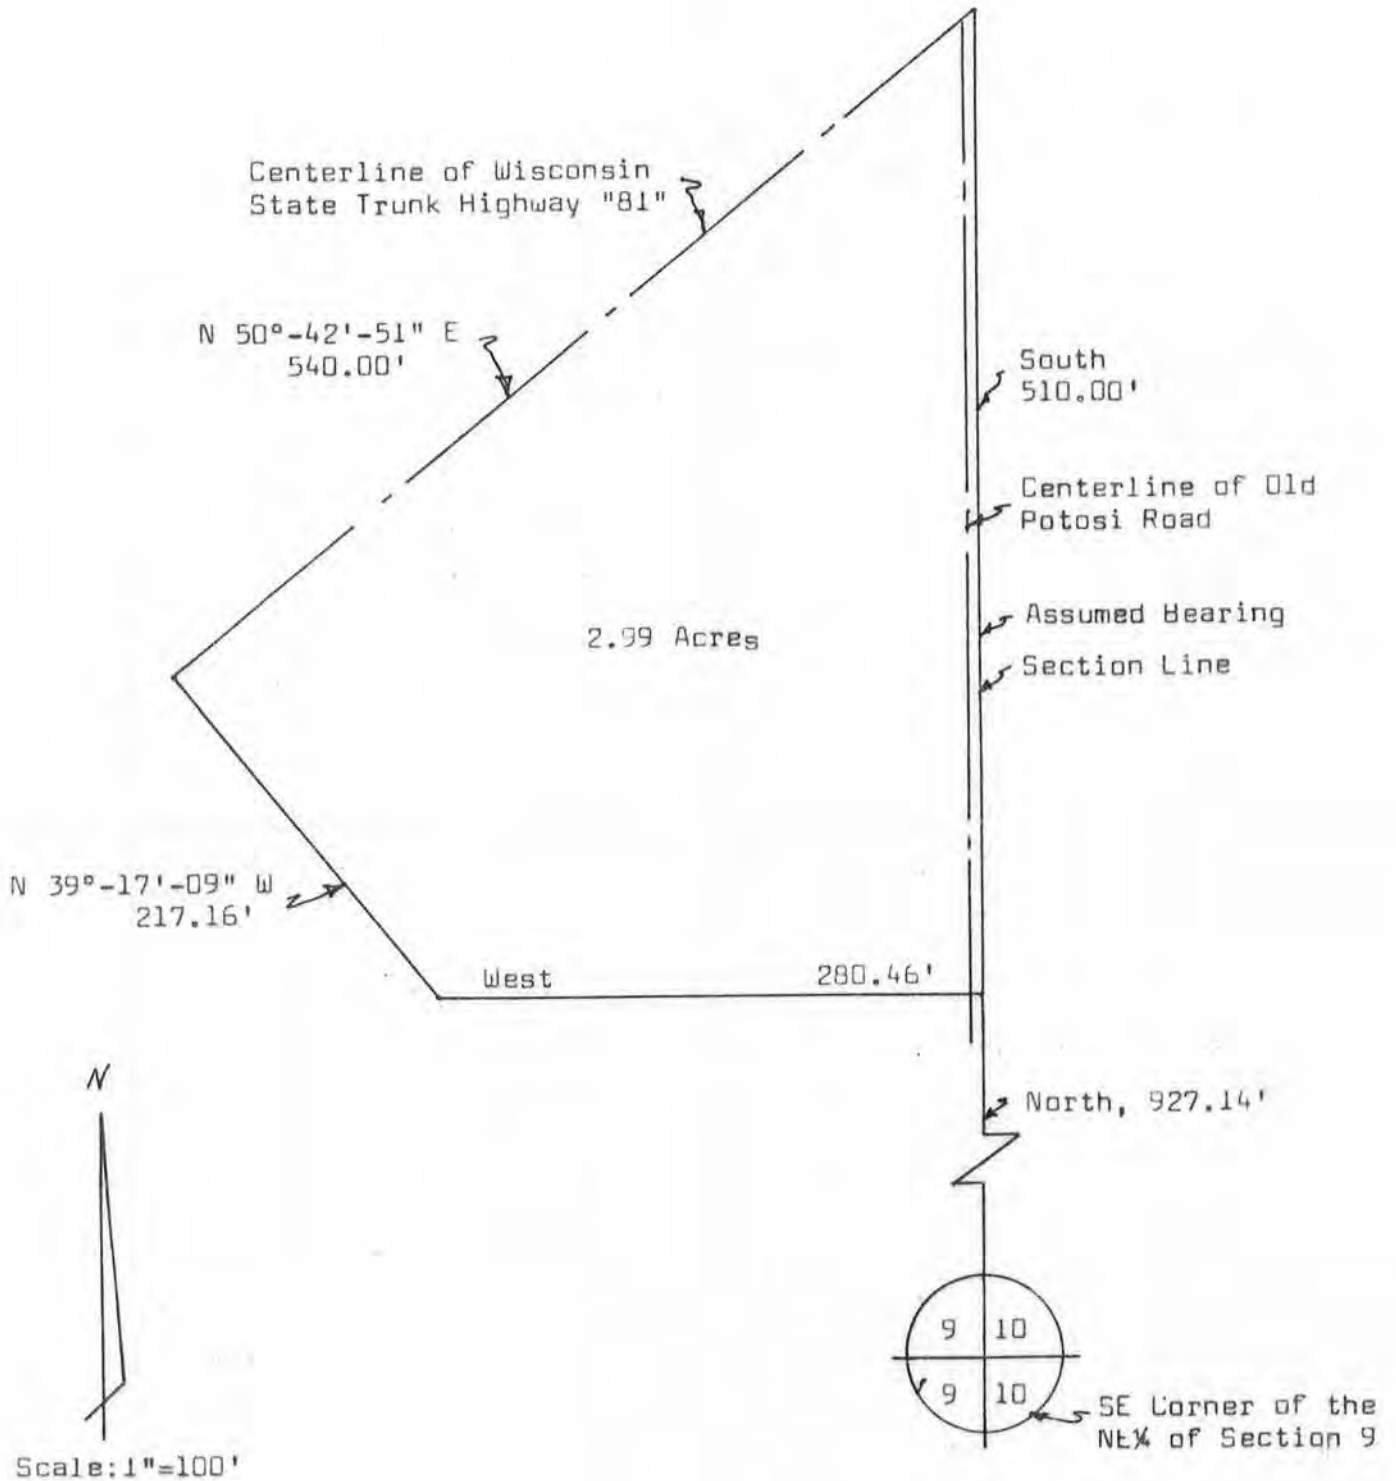 Centerline of Wisconsin
State Trunk Highway "81"
N 50°-42'-51" E
540.00'
South
510.00'
Centerline of Old
Potosi Road
2.99 Acres
Assumed Bearing
Section Line
N 39°-17'-09" W
217.16'
West 280.46'
N
North, 927.14'
9 10
9 10
SE Corner of the
NE¼ of Section 9
Scale: 1"=100'